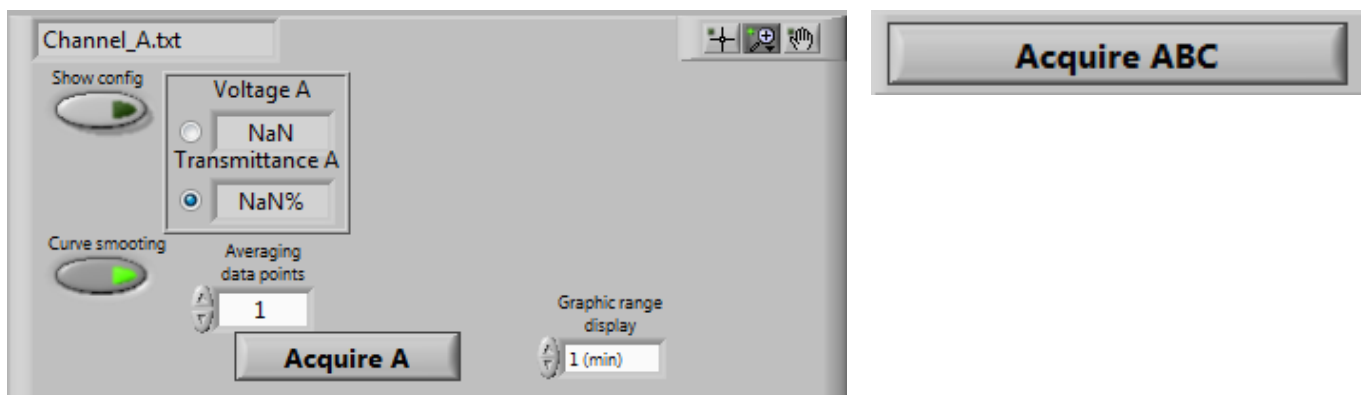 Channel_A.txt
Show config
Voltage A
NaN
Transmittance A
NaN%
Curve smooting
Averaging
data points
1
Graphic range
display
1 (min)
Acquire A
Acquire ABC